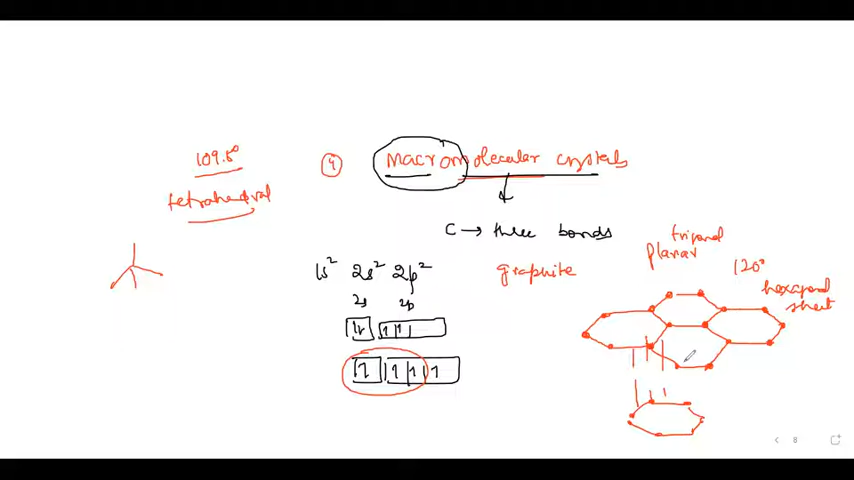 109.5°
tetrahedral
4
Macromolecular crystals
C → three bonds
1s² 2s² 2p²
2s 2p
graphite
trigonal
planar
120°
hexagonal
sheet
8